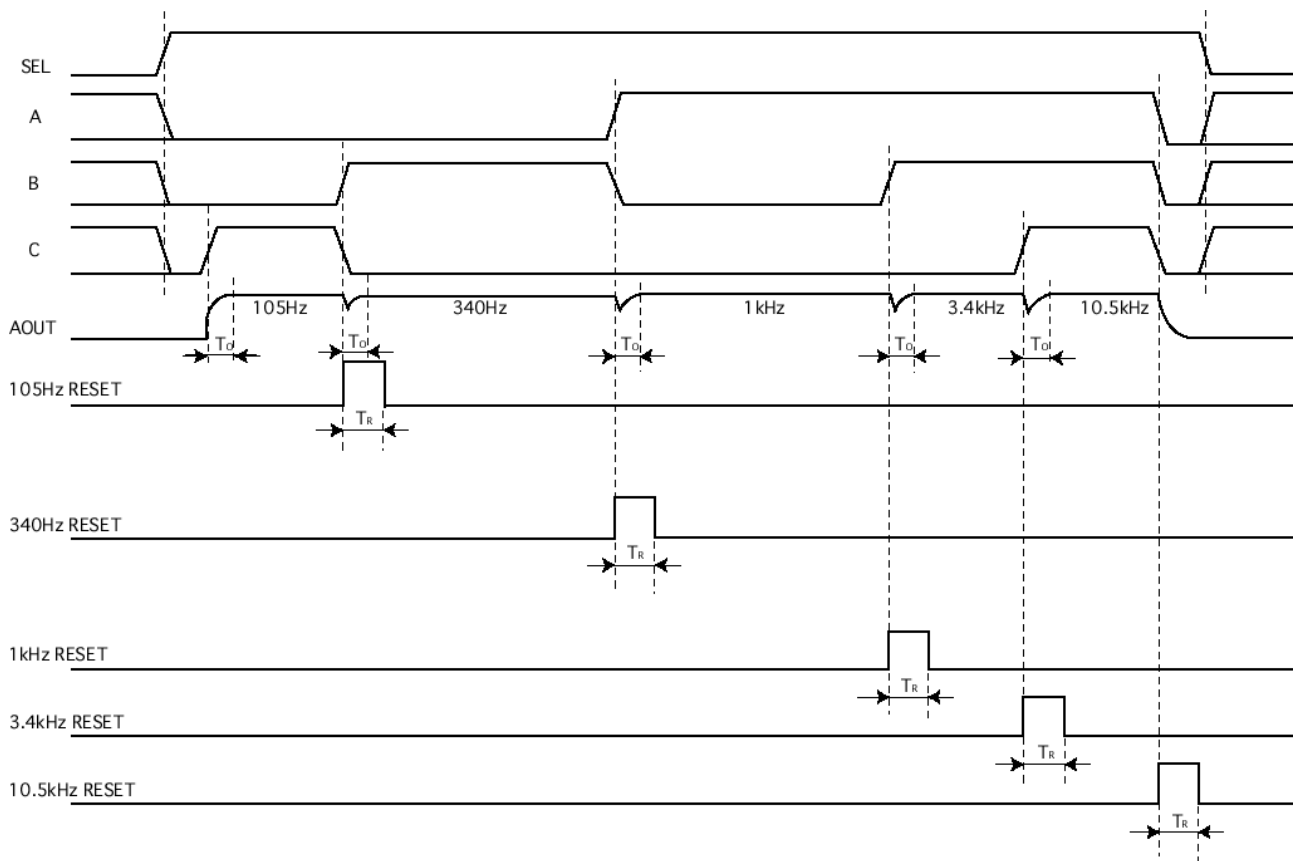 SEL
A
B
C
105Hz 340Hz 1kHz 3.4kHz 10.5kHz
AOUT
TO TO TO TO TO
105Hz RESET
TR
340Hz RESET
TR
1kHz RESET
TR
3.4kHz RESET
TR
10.5kHz RESET
TR